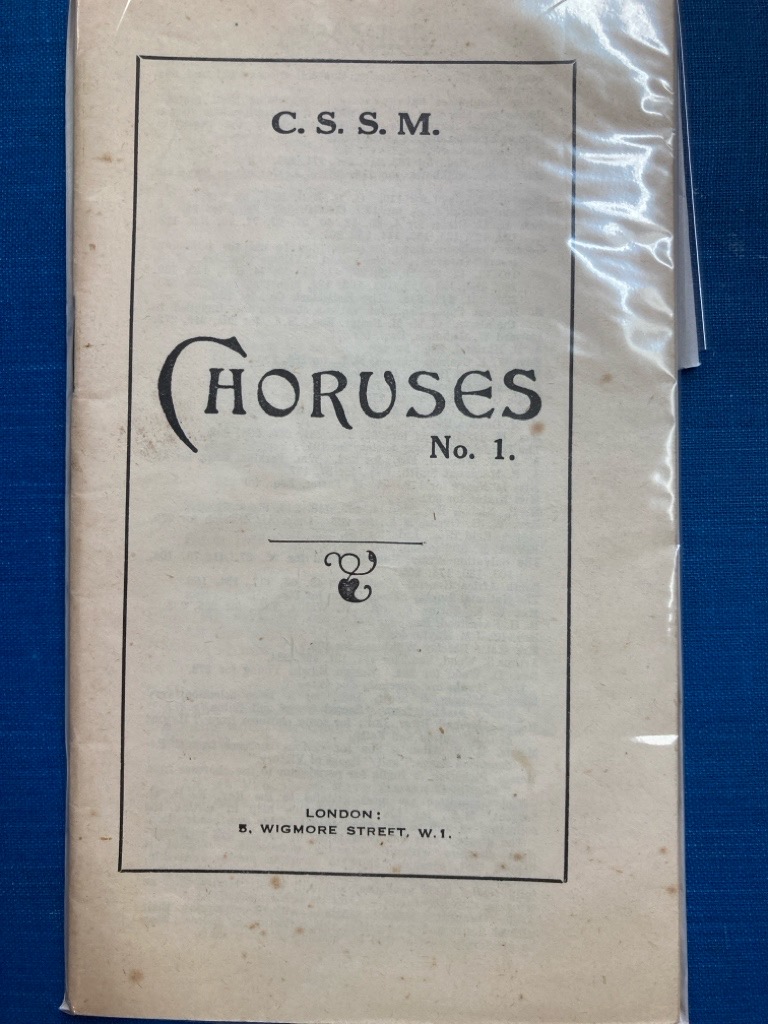 C. S. S. M.
CHORUSES
No. 1.
LONDON:
5, WIGMORE STREET, W.1.